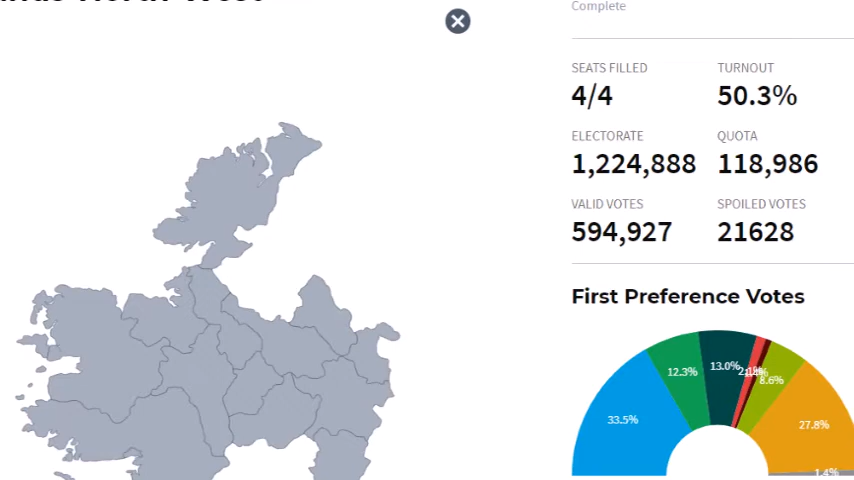 Complete
SEATS FILLED
TURNOUT
4/4
50.3%
ELECTORATE
QUOTA
1,224,888
118,986
VALID VOTES
SPOILED VOTES
594,927
21628
First Preference Votes
33.5%
12.3%
13.0%
8.6%
27.8%
1.4%